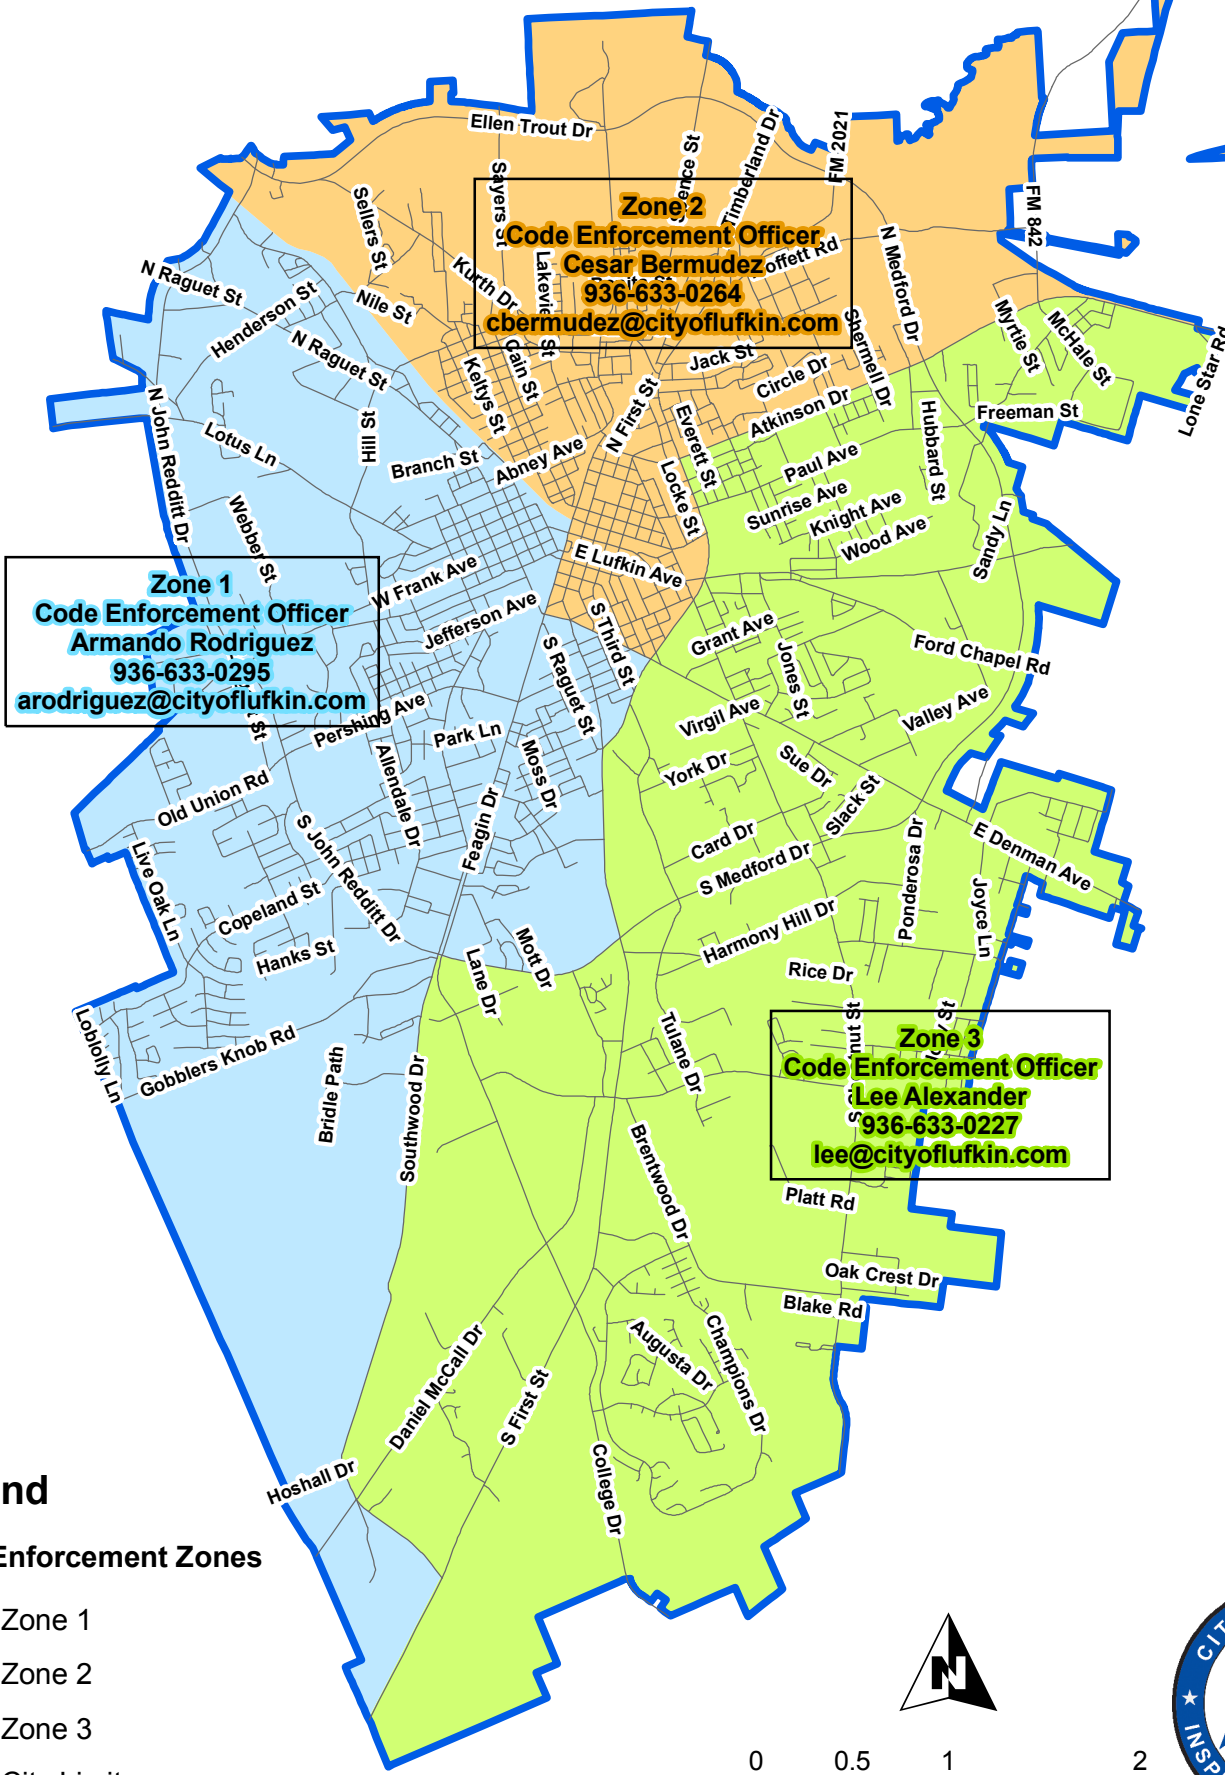 Ellen Trout Dr
Sayers St
Timberland Dr
FM 2021
FM 842
Sellers St
Zone 2
Code Enforcement Officer
Cesar Bermudez
936-633-0264
cbermudez@cityoflufkin.com
N Medford Dr
N Raguet St
Henderson St
Nile St
Kurth Dr
St
N Raguet St
Keltys St
Cain St
Jack St
Circle Dr
Shermell Dr
Myrtle St
McHale St
Lone Star Rd
N John Redditt Dr
Lotus Ln
Hill St
Branch St
Abney Ave
N First St
Everett St
Atkinson Dr
Hubbard St
Freeman St
Locke St
Paul Ave
Sunrise Ave
Knight Ave
Wood Ave
Sandy Ln
Webber St
W Frank Ave
E Lufkin Ave
Zone 1
Code Enforcement Officer
Armando Rodriguez
936-633-0295
arodriguez@cityoflufkin.com
St
Jefferson Ave
S Third St
S Raguet St
Grant Ave
Jones St
Ford Chapel Rd
Valley Ave
Virgil Ave
Pershing Ave
Park Ln
Allendale Dr
Moss Dr
York Dr
Sue Dr
Slack St
Old Union Rd
Feagin Dr
S John Redditt Dr
Card Dr
S Medford Dr
Ponderosa Dr
E Denman Ave
Live Oak Ln
Copeland St
Hanks St
Joyce Ln
Harmony Hill Dr
Mott Dr
Lane Dr
Rice Dr
Loblolly Ln
Gobblers Knob Rd
Bridle Path
Southwood Dr
Tulane Dr
Zone 3
Code Enforcement Officer
Lee Alexander
936-633-0227
lee@cityoflufkin.com
Brentwood Dr
Platt Rd
Oak Crest Dr
Blake Rd
Augusta Dr
Champions Dr
Daniel McCall Dr
S First St
College Dr
Hoshall Dr
nd
Enforcement Zones
Zone 1
Zone 2
Zone 3
N
0 0.5 1 2
CIT
INSP